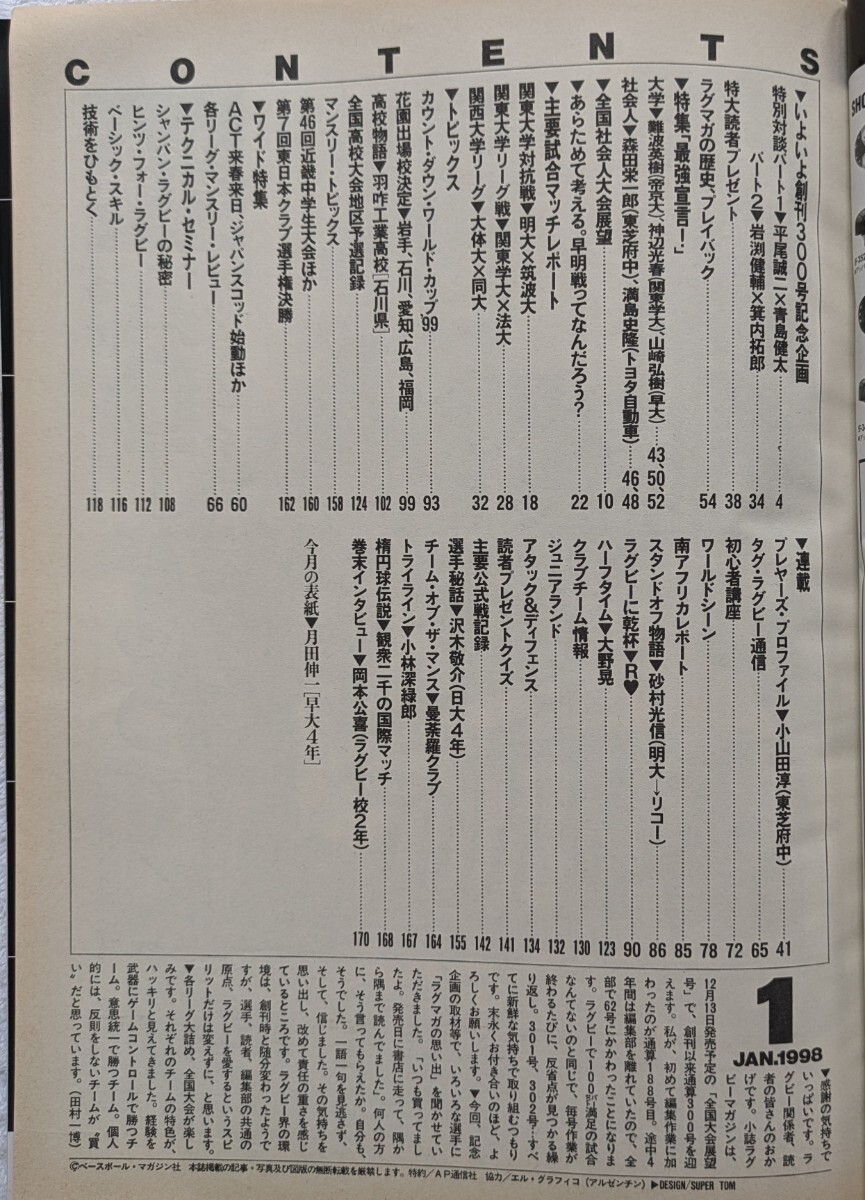 CONTENTS
▼いよいよ創刊300号記念企画
特別対談パート1▼平尾誠二×青島健太……4
パート2▼岩渕健輔×箕内拓郎……34
特大読者プレゼント……38
ラグマガの歴史、プレイバック……54
▼特集「最強宣言!」
大学▼難波英樹(帝京大)、神辺光春(関東学大)、山崎弘樹(早大)……43、50、52
社会人▼森田栄一郎(東芝府中)、満島史隆(トヨタ自動車)……46、48
▼全国社会人大会展望……10
▼あらためて考える。早明戦ってなんだろう?……22
▼主要試合マッチレポート
関東大学対抗戦▼明大×筑波大……18
関東大学リーグ戦▼関東学大×法大……28
関西大学リーグ▼大体大×同大……32
▼トピックス
カウント・ダウン・ワールド・カップ'99……93
花園出場校決定▼岩手、石川、愛知、広島、福岡……99
高校物語▼羽咋工業高校[石川県]……102
全国高校大会地区予選記録……124
マンスリー・トピックス……158
第46回近畿中学生大会ほか……160
第7回東日本クラブ選手権決勝……162
▼ワイド特集
ACT来春来日、ジャパンスコッド始動ほか……60
各リーグ・マンスリー・レビュー……66
▼テクニカル・セミナー
シャンパン・ラグビーの秘密……108
ヒンツ・フォー・ラグビー……112
ベーシック・スキル……116
技術をひもとく……118
▼連載
プレヤーズ・プロファイル▼小山田淳(東芝府中)……41
タグ・ラグビー通信……65
初心者講座……72
ワールドシーン……78
南アフリカレポート……85
スタンドオフ物語▼砂村光信(明大→リコー)……86
ラグビーに乾杯▼R♥……90
ハーフタイム▼大野晃……123
クラブチーム情報……130
ジュニアランド……132
アタック&ディフェンス……134
読者プレゼントクイズ……141
主要公式戦記録……142
選手秘話▼沢木敬介(日大4年)……155
チーム・オブ・ザ・マンス▼曼荼羅クラブ……164
トライライン▼小林深緑郎……167
楕円球伝説▼観衆二千の国際マッチ……168
巻末インタビュー▼岡本公喜(ラグビー校2年)……170
今月の表紙▼月田伸一[早大4年]
1
JAN.1998
▼感謝の気持ちで
いっぱいです。ラ
グビー関係者、読
者の皆さんのおか
げです。小誌ラグ
ビーマガジンは、
12月13日発売予定の「全国大会展望
号」で、創刊以来通算300号を迎
えます。私が、初めて編集作業に加
わったのが通算188号目。途中4
年間は編集部を離れていたので、全
部で62号にかかわったことになりま
す。ラグビーで100㌫満足の試合
なんてないのと同じで、毎号作業が
終わるたびに、反省点が見つかる繰
り返し。301号、302号…すべ
てに新鮮な気持ちで取り組むつもり
です。末永くお付き合いのほど、よ
ろしくお願いします。▼今回、記念
企画の取材等で、いろいろな選手に
「ラグマガの思い出」を聞かせてい
ただきました。「いつも買ってまし
たよ。発売日に書店に走って、隅か
ら隅まで読んでました」。何人の方
に、そう言ってもらえたか。自分も、
そうでした。一語一句を見逃さず、
そして、信じました。その気持ちを
思い出し、改めて責任の重さを感じ
ているところです。ラグビー界の環
境は、創刊時と随分変わったようで
すが、選手、読者、編集部の共通の
原点、ラグビーを愛するというスピ
リットだけは変えずに、と思います。
▼各リーグ大詰め、全国大会が楽し
みです。それぞれのチームの特色が、
ハッキリと見えてきました。経験を
武器にゲームコントロールで勝つチ
ーム。意思統一で勝つチーム。個人
的には、反則をしないチームが〝買
い〟だと思っています。(田村一博)
©ベースボール・マガジン社 本誌掲載の記事・写真及び図版の無断転載を厳禁します。特約/AP通信社 協力/エル・グラフィコ(アルゼンチン)▶DESIGN/SUPER TOM